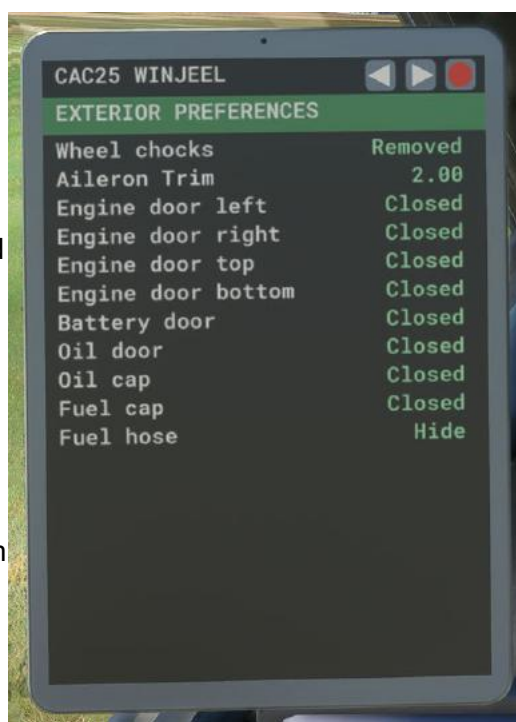 CAC25 WINJEEL
EXTERIOR PREFERENCES
Wheel chocks Removed
Aileron Trim 2.00
Engine door left Closed
Engine door right Closed
Engine door top Closed
Engine door bottom Closed
Battery door Closed
Oil door Closed
Oil cap Closed
Fuel cap Closed
Fuel hose Hide